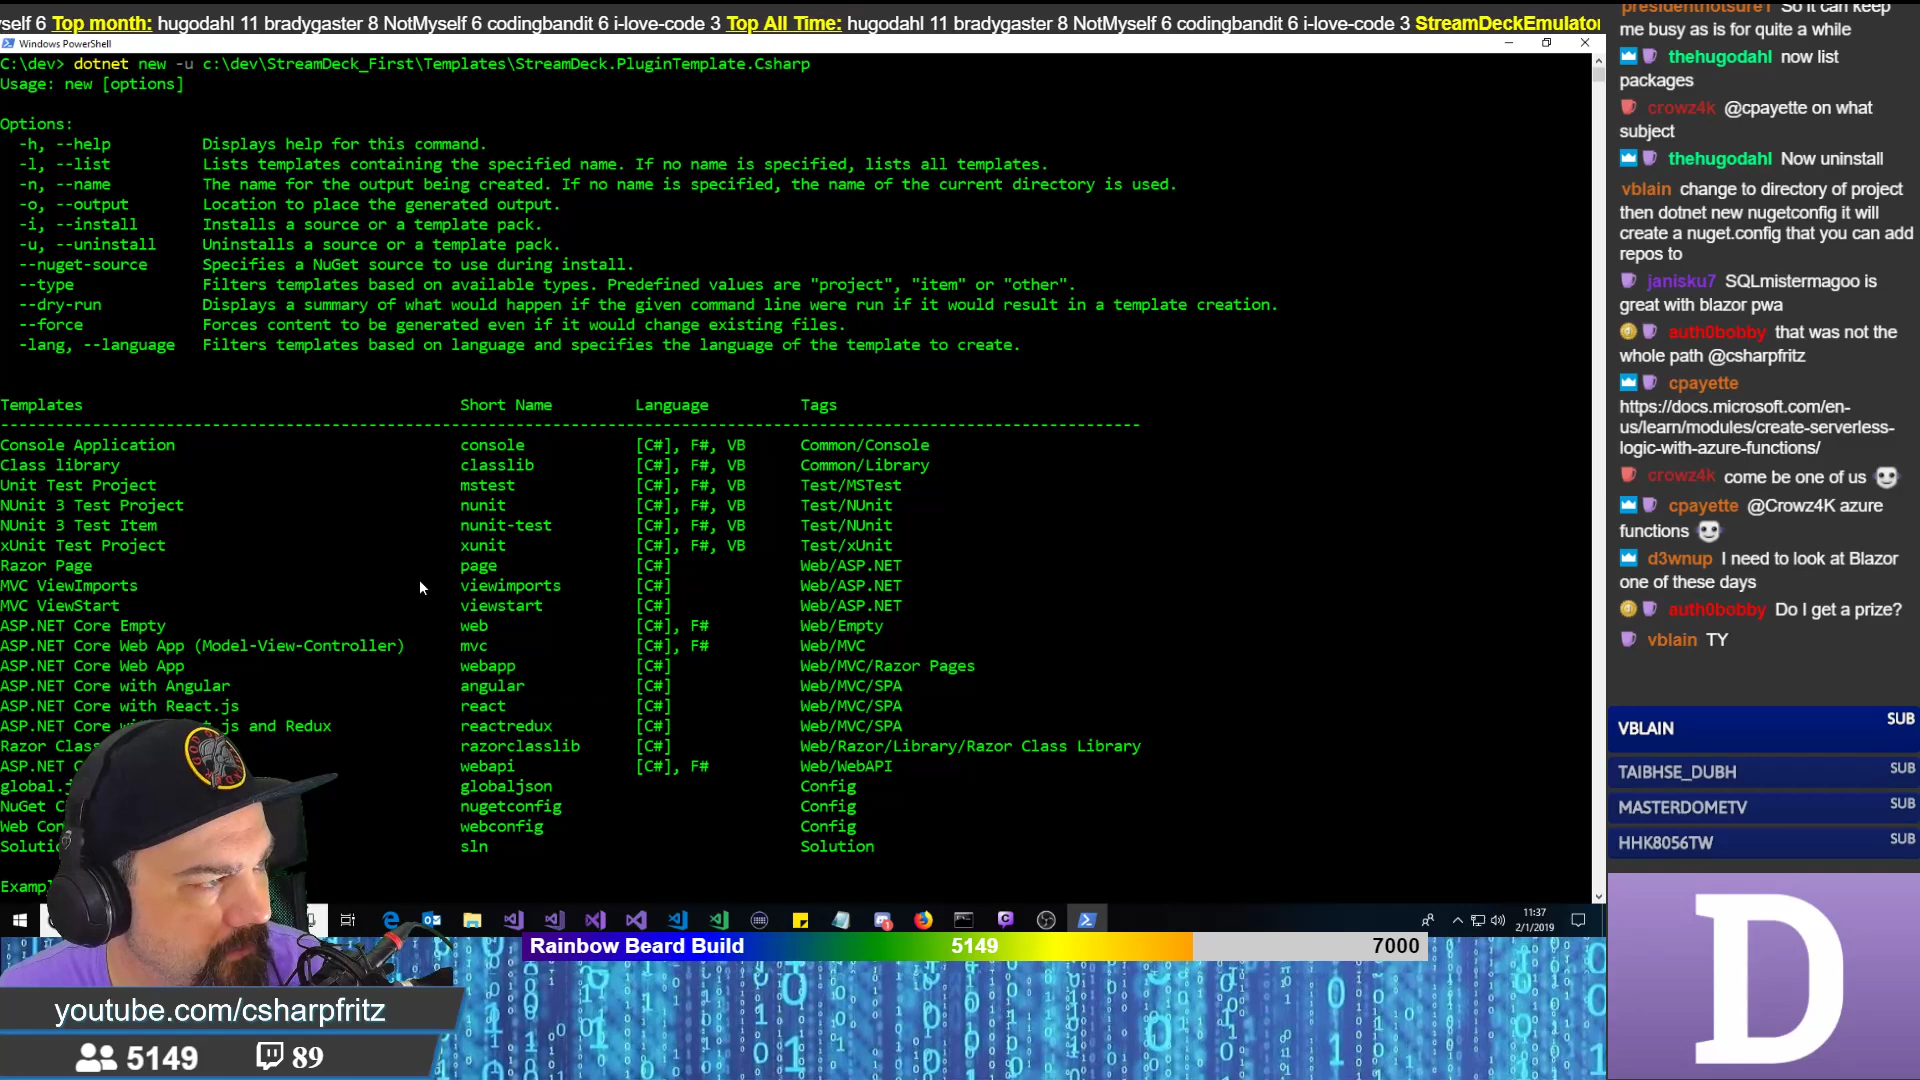 self 6 Top month: hugodahl 11 bradygaster 8 NotMyself 6 codingbandit 6 i-love-code 3 Top All Time: hugodahl 11 bradygaster 8 NotMyself 6 codingbandit 6 i-love-code 3 StreamDeckEmulator
Windows PowerShell
C:\dev> dotnet new -u c:\dev\StreamDeck_First\Templates\StreamDeck.PluginTemplate.Csharp
Usage: new [options]
Options:
-h, --help Displays help for this command.
-l, --list Lists templates containing the specified name. If no name is specified, lists all templates.
-n, --name The name for the output being created. If no name is specified, the name of the current directory is used.
-o, --output Location to place the generated output.
-i, --install Installs a source or a template pack.
-u, --uninstall Uninstalls a source or a template pack.
--nuget-source Specifies a NuGet source to use during install.
--type Filters templates based on available types. Predefined values are "project", "item" or "other".
--dry-run Displays a summary of what would happen if the given command line were run if it would result in a template creation.
--force Forces content to be generated even if it would change existing files.
-lang, --language Filters templates based on language and specifies the language of the template to create.
Templates Short Name Language Tags
----------------------------------------------------------------------------------------------------------------------------
Console Application console [C#], F#, VB Common/Console
Class library classlib [C#], F#, VB Common/Library
Unit Test Project mstest [C#], F#, VB Test/MSTest
NUnit 3 Test Project nunit [C#], F#, VB Test/NUnit
NUnit 3 Test Item nunit-test [C#], F#, VB Test/NUnit
xUnit Test Project xunit [C#], F#, VB Test/xUnit
Razor Page page [C#] Web/ASP.NET
MVC ViewImports viewimports [C#] Web/ASP.NET
MVC ViewStart viewstart [C#] Web/ASP.NET
ASP.NET Core Empty web [C#], F# Web/Empty
ASP.NET Core Web App (Model-View-Controller) mvc [C#], F# Web/MVC
ASP.NET Core Web App webapp [C#] Web/MVC/Razor Pages
ASP.NET Core with Angular angular [C#] Web/MVC/SPA
ASP.NET Core with React.js react [C#] Web/MVC/SPA
ASP.NET Core js and Redux reactredux [C#] Web/MVC/SPA
Razor Clas razorclasslib [C#] Web/Razor/Library/Razor Class Library
ASP.NET webapi [C#], F# Web/WebAPI
global. globaljson Config
NuGet C nugetconfig Config
Web Con webconfig Config
Soluti sln Solution
Exampl
11:37
2/1/2019
Rainbow Beard Build 5149 7000
youtube.com/csharpfritz
5149 89
presidentnotsure1 So it can keep
me busy as is for quite a while
thehugodahl now list
packages
crowz4k @cpayette on what
subject
thehugodahl Now uninstall
vblain change to directory of project
then dotnet new nugetconfig it will
create a nuget.config that you can add
repos to
janisku7 SQLmistermagoo is
great with blazor pwa
auth0bobby that was not the
whole path @csharpfritz
cpayette
https://docs.microsoft.com/en-
us/learn/modules/create-serverless-
logic-with-azure-functions/
crowz4k come be one of us
cpayette @Crowz4K azure
functions
d3wnup I need to look at Blazor
one of these days
auth0bobby Do I get a prize?
vblain TY
VBLAIN SUB
TAIBHSE_DUBH SUB
MASTERDOMETV SUB
HHK8056TW SUB
D